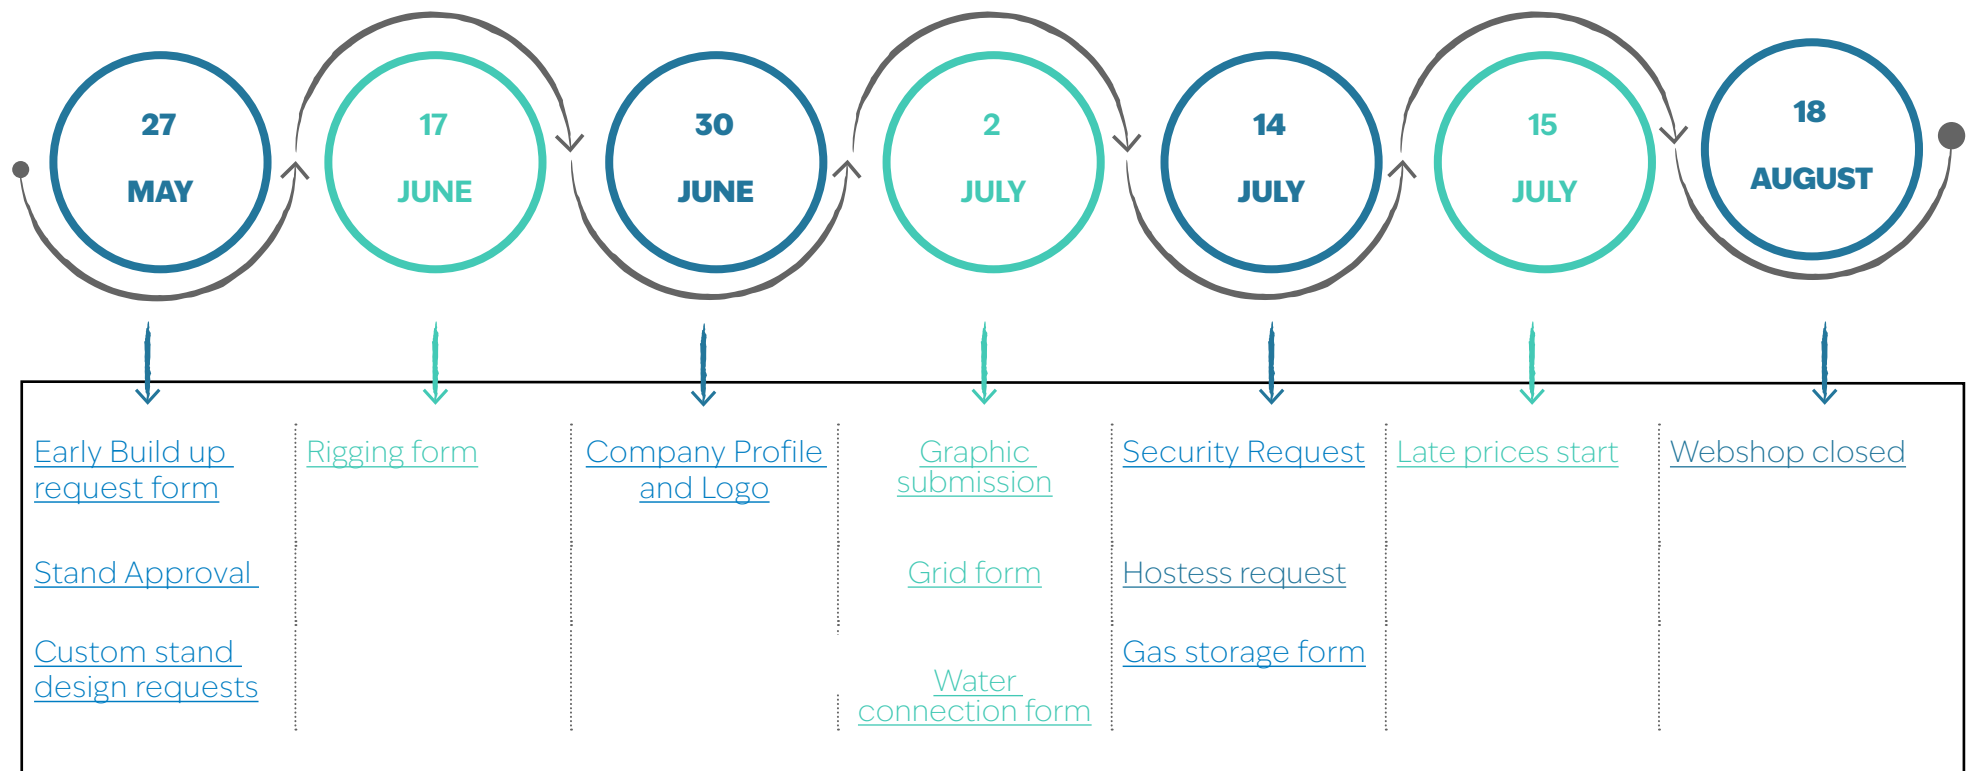 27
MAY
17
JUNE
30
JUNE
2
JULY
14
JULY
15
JULY
18
AUGUST
Early Build up
request form
Stand Approval
Custom stand
design requests
Rigging form
Company Profile
and Logo
Graphic
submission
Grid form
Water
connection form
Security Request
Hostess request
Gas storage form
Late prices start
Webshop closed